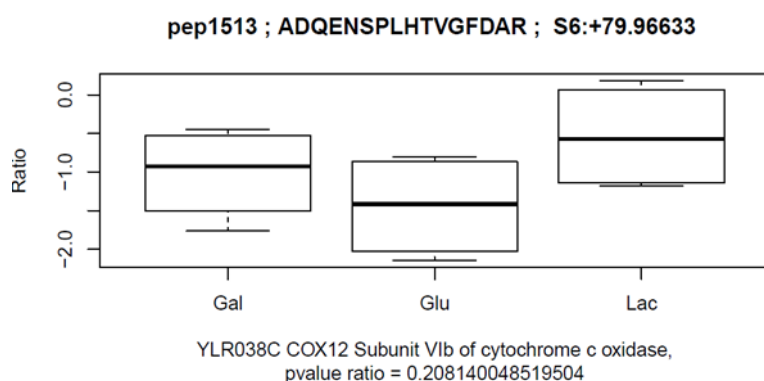 pep1513 ; ADQENSPLHTVGFDAR ; S6:+79.96633
Ratio
0.0
−1.0
−2.0
Gal Glu Lac
YLR038C COX12 Subunit VIb of cytochrome c oxidase,
pvalue ratio = 0.208140048519504